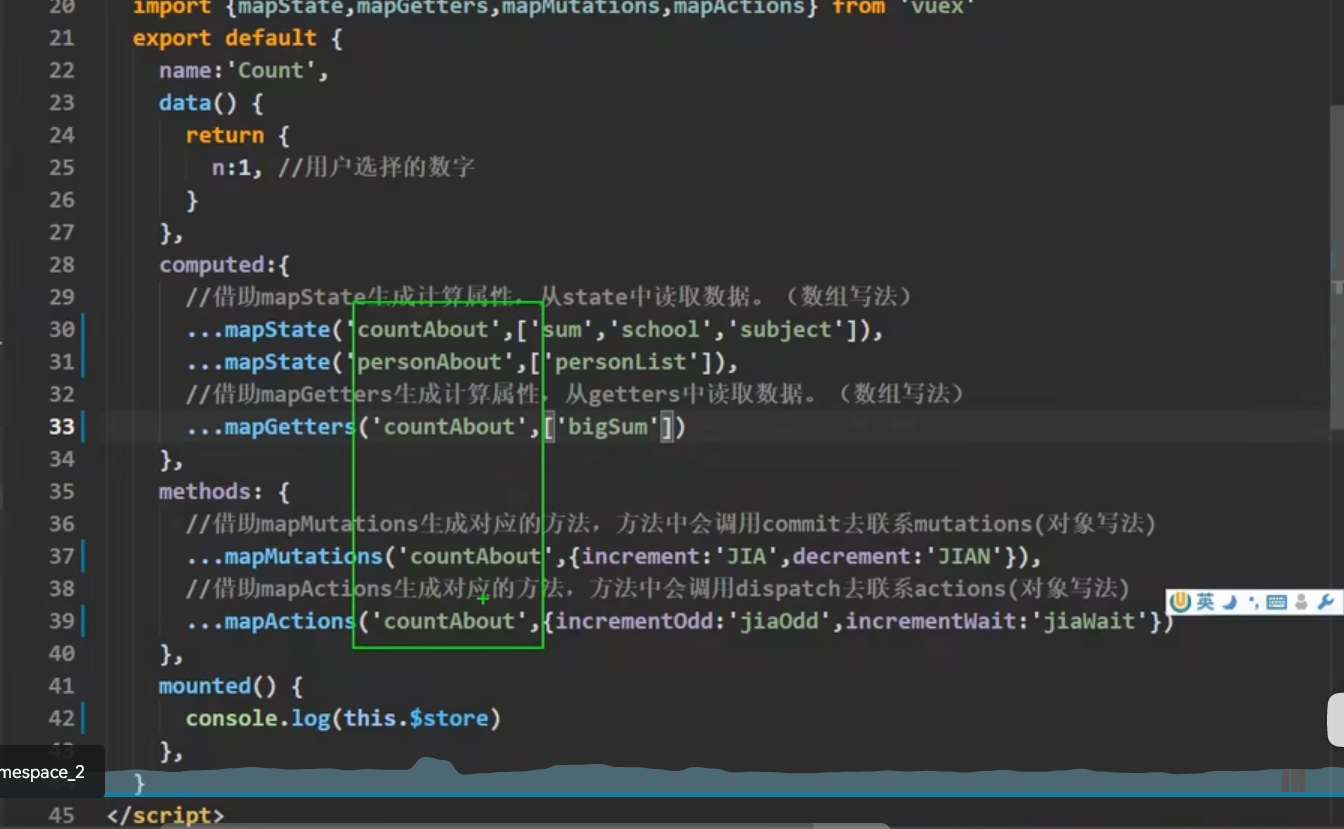 20 import {mapState,mapGetters,mapMutations,mapActions} from 'vuex'
21 export default {
22 name:'Count',
23 data() {
24 return {
25 n:1, //用户选择的数字
26 }
27 },
28 computed:{
29 //借助mapState生成计算属性，从state中读取数据。（数组写法）
30 ...mapState('countAbout',['sum','school','subject']),
31 ...mapState('personAbout',['personList']),
32 //借助mapGetters生成计算属性，从getters中读取数据。（数组写法）
33 ...mapGetters('countAbout',['bigSum'])
34 },
35 methods: {
36 //借助mapMutations生成对应的方法，方法中会调用commit去联系mutations(对象写法)
37 ...mapMutations('countAbout',{increment:'JIA',decrement:'JIAN'}),
38 //借助mapActions生成对应的方法，方法中会调用dispatch去联系actions(对象写法)
英
39 ...mapActions('countAbout',{incrementOdd:'jiaOdd',incrementWait:'jiaWait'})
40 },
41 mounted() {
42 console.log(this.$store)
43 },
mespace_2
}
45 </script>